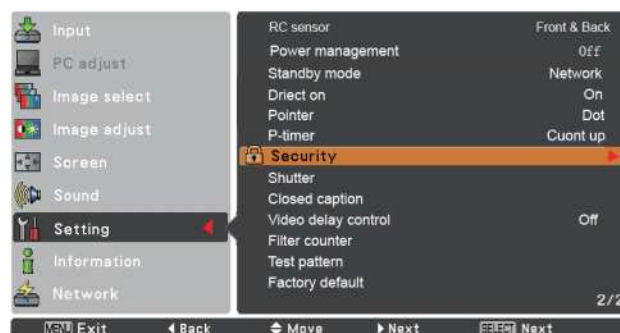 Input
PC adjust
Image select
Image adjust
Screen
Sound
Setting
Information
Network
RC sensor Front & Back
Power management Off
Standby mode Network
Driect on On
Pointer Dot
P-timer Cuont up
Security
Shutter
Closed caption
Video delay control Off
Filter counter
Test pattern
Factory default
2/2
MENU Exit Back Move Next SELECT Next